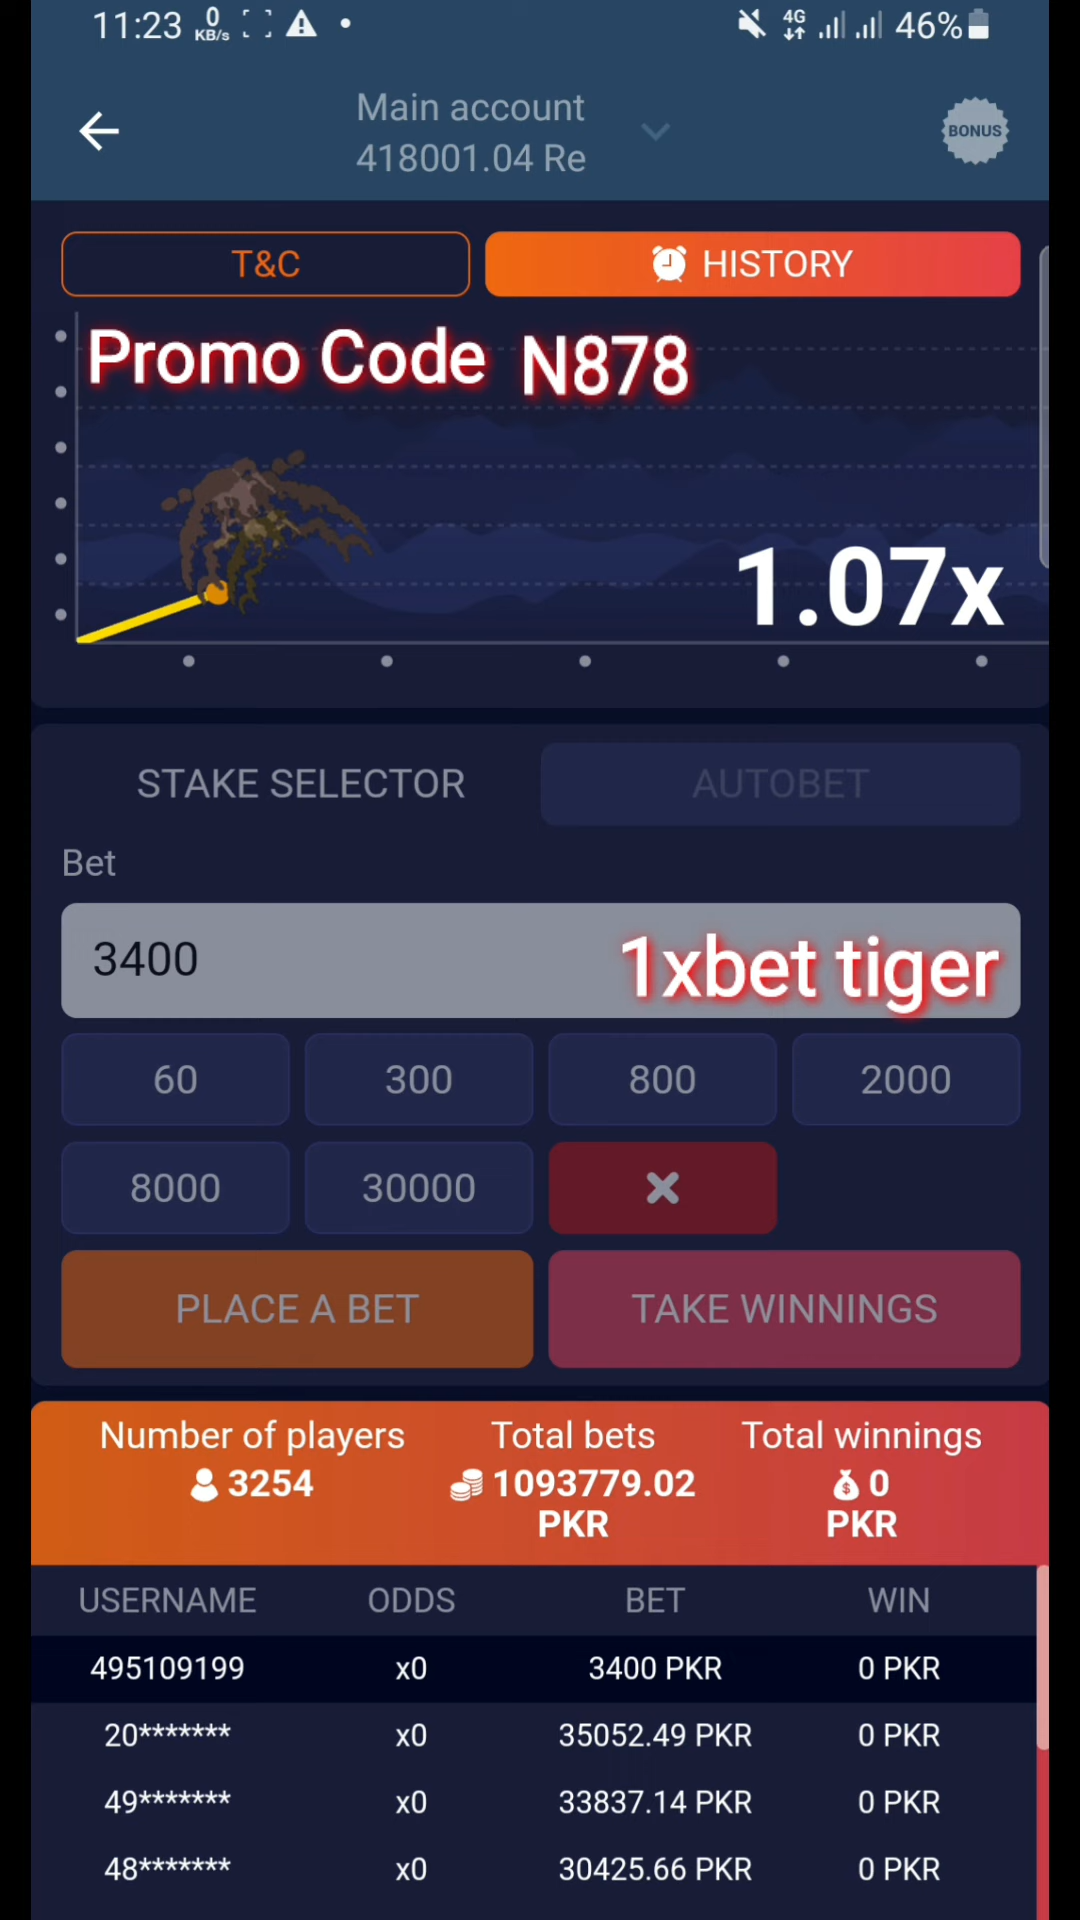 11:23 0 KB/s 4G 46%
Main account
418001.04 Re
BONUS
T&C HISTORY
Promo Code N878
1.07x
STAKE SELECTOR AUTOBET
Bet
3400 1xbet tiger
60 300 800 2000
8000 30000
PLACE A BET TAKE WINNINGS
Number of players Total bets Total winnings
3254 1093779.02 0
PKR PKR
USERNAME ODDS BET WIN
495109199 x0 3400 PKR 0 PKR
20******* x0 35052.49 PKR 0 PKR
49******* x0 33837.14 PKR 0 PKR
48******* x0 30425.66 PKR 0 PKR